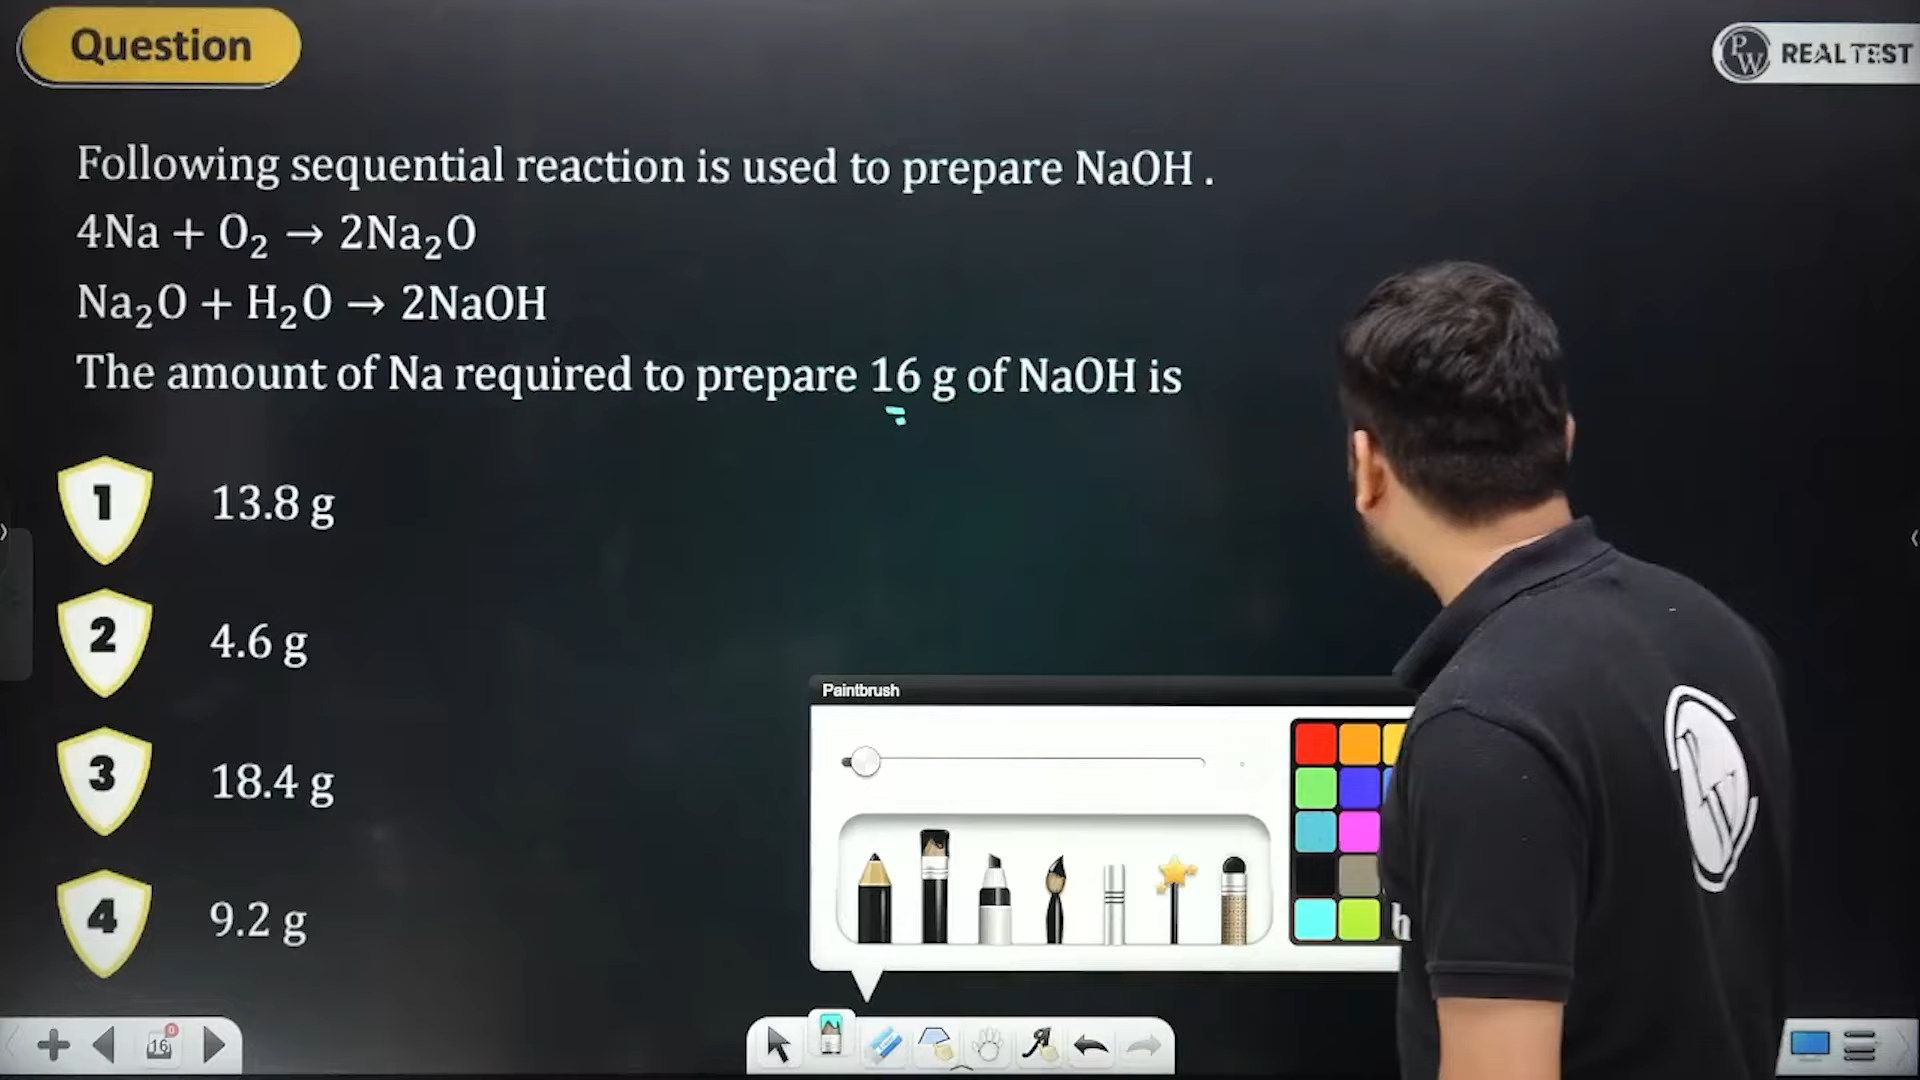 Question
PW REAL TEST
Following sequential reaction is used to prepare NaOH .
4Na + O₂ → 2Na₂O
Na₂O + H₂O → 2NaOH
The amount of Na required to prepare 16 g of NaOH is
1 13.8 g
2 4.6 g
3 18.4 g
4 9.2 g
Paintbrush
h
16
0